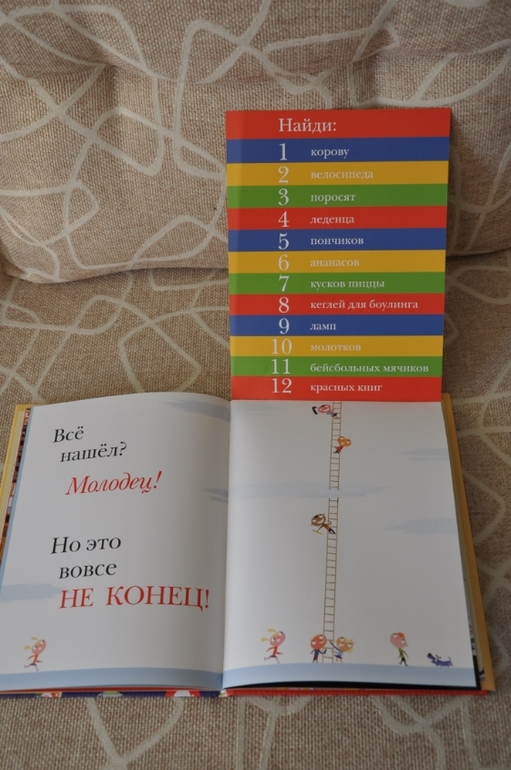 Найди:
1 корову
2 велосипеда
3 поросят
4 леденца
5 пончиков
6 ананасов
7 кусков пиццы
8 кеглей для боулинга
9 ламп
10 молотков
11 бейсбольных мячиков
12 красных книг
Всё
нашёл?
Молодец!
Но это
вовсе
НЕ КОНЕЦ!